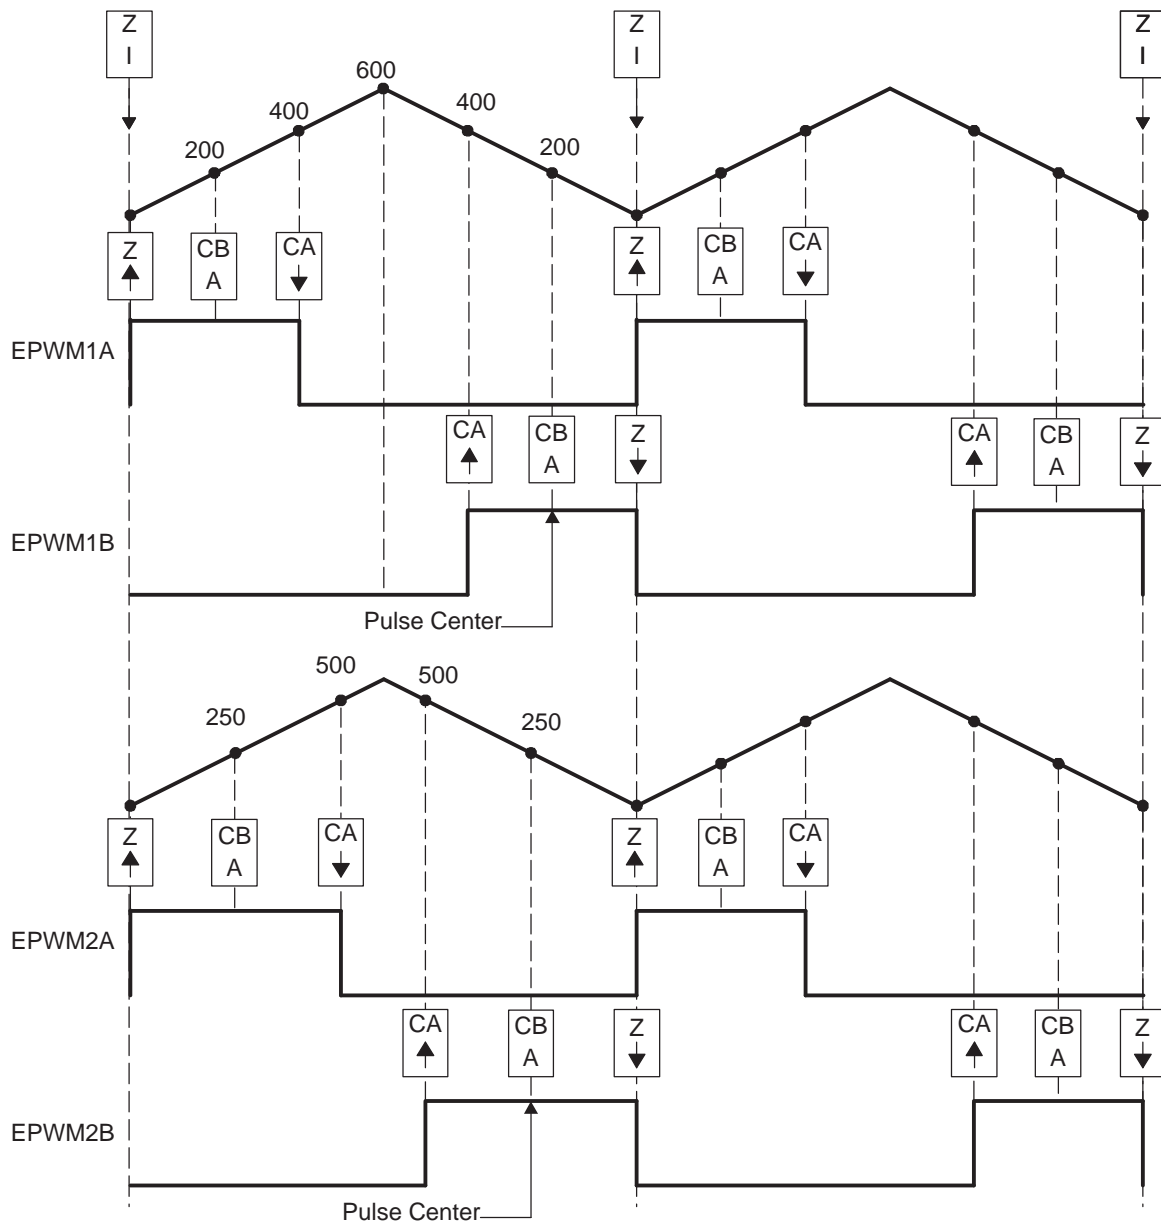 Z Z Z
I I I
600
400 400
200 200
Z CB CA Z CB CA
A A
EPWM1A
CA CB Z CA CB Z
A A
EPWM1B
Pulse Center
500 500
250 250
Z CB CA Z CB CA
A A
EPWM2A
CA CB Z CA CB Z
A A
EPWM2B
Pulse Center